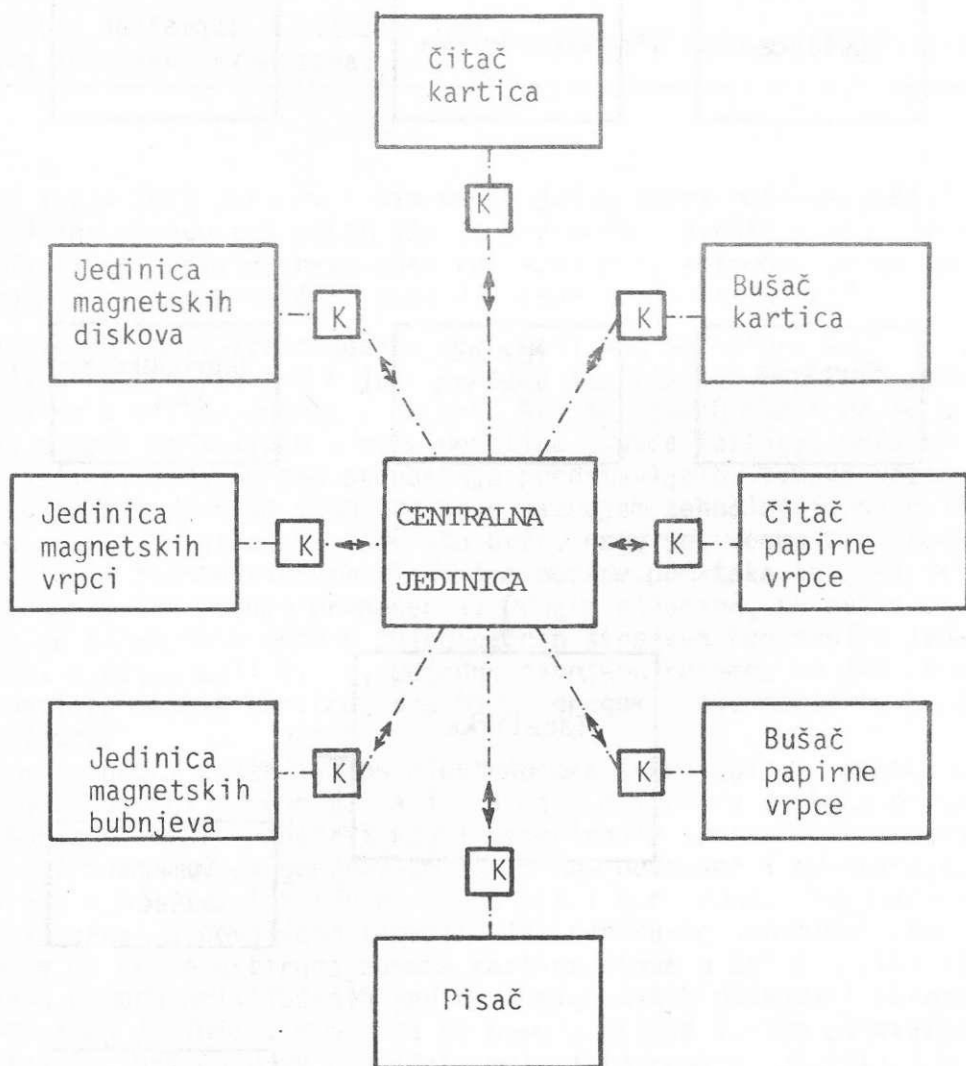 čitač
kartica
K
Jedinica
magnetskih
diskova
K
K
Bušač
kartica
Jedinica
magnetskih
vrpci
K
CENTRALNA
JEDINICA
K
čitač
papirne
vrpce
Jedinica
magnetskih
bubnjeva
K
K
Bušač
papirne
vrpce
K
Pisač